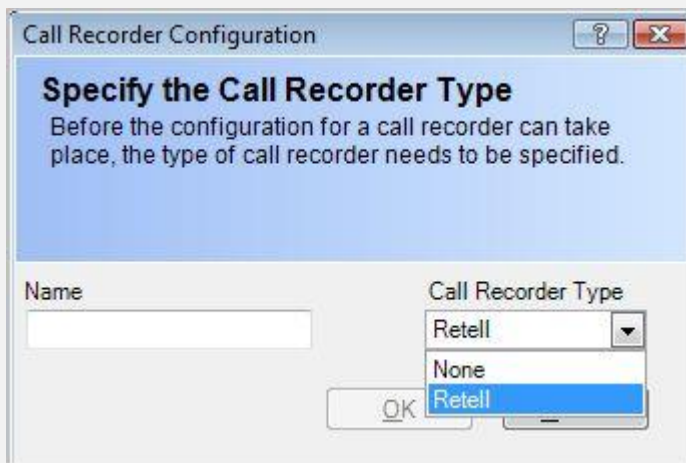 Call Recorder Configuration
Specify the Call Recorder Type
Before the configuration for a call recorder can take
place, the type of call recorder needs to be specified.
Name
Call Recorder Type
Retell
None
Retell
OK